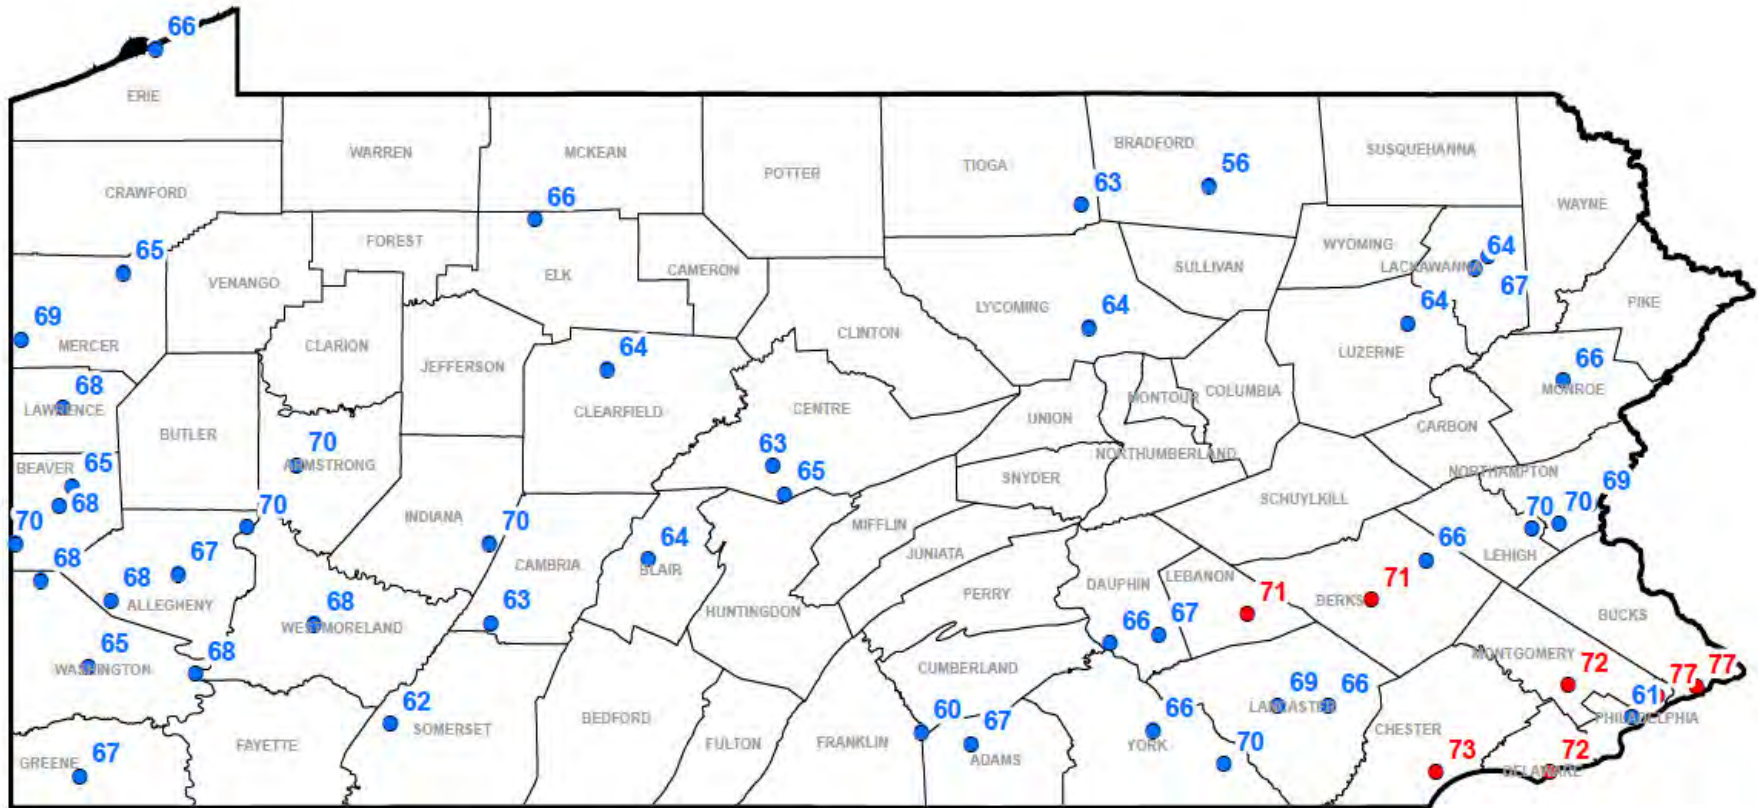 66
ERIE
WARREN
MCKEAN
POTTER
TIOGA
BRADFORD
SUSQUEHANNA
CRAWFORD
66
63
56
WAYNE
FOREST
65
VENANGO
ELK
CAMERON
SULLIVAN
WYOMING
LACKAWANNA
64
67
69
MERCER
CLARION
JEFFERSON
64
CLINTON
LYCOMING
64
64
LUZERNE
PIKE
66
MONROE
68
LAWRENCE
BUTLER
CLEARFIELD
CENTRE
UNION
MONTOUR
COLUMBIA
CARBON
BEAVER
65
70
ARMSTRONG
63
65
SNYDER
NORTHUMBERLAND
NORTHAMPTON
69
68
70
70
INDIANA
70
MIFFLIN
SCHUYLKILL
70
70
68
67
68
ALLEGHENY
CAMBRIA
64
BLAIR
JUNIATA
DAUPHIN
LEBANON
66
LEHIGH
68
WESTMORELAND
63
HUNTINGDON
PERRY
66
67
71
BERKS
71
BUCKS
65
WASHINGTON
68
CUMBERLAND
MONTGOMERY
72
77
77
62
SOMERSET
BEDFORD
60
67
66
69
66
LANCASTER
61
PHILADELPHIA
GREENE
67
FAYETTE
FULTON
FRANKLIN
ADAMS
YORK
70
CHESTER
73
72
DELAWARE